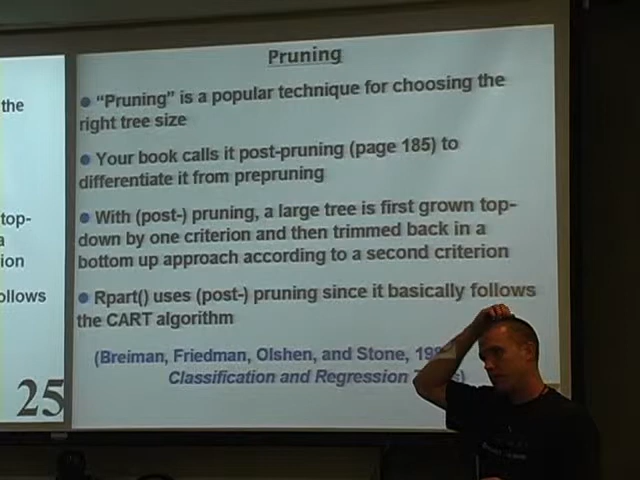 the
top-
a
ion
ollows
25
Pruning
● “Pruning” is a popular technique for choosing the
right tree size
● Your book calls it post-pruning (page 185) to
differentiate it from prepruning
● With (post-) pruning, a large tree is first grown top-
down by one criterion and then trimmed back in a
bottom up approach according to a second criterion
● Rpart() uses (post-) pruning since it basically follows
the CART algorithm
(Breiman, Friedman, Olshen, and Stone,
Classification and Regression